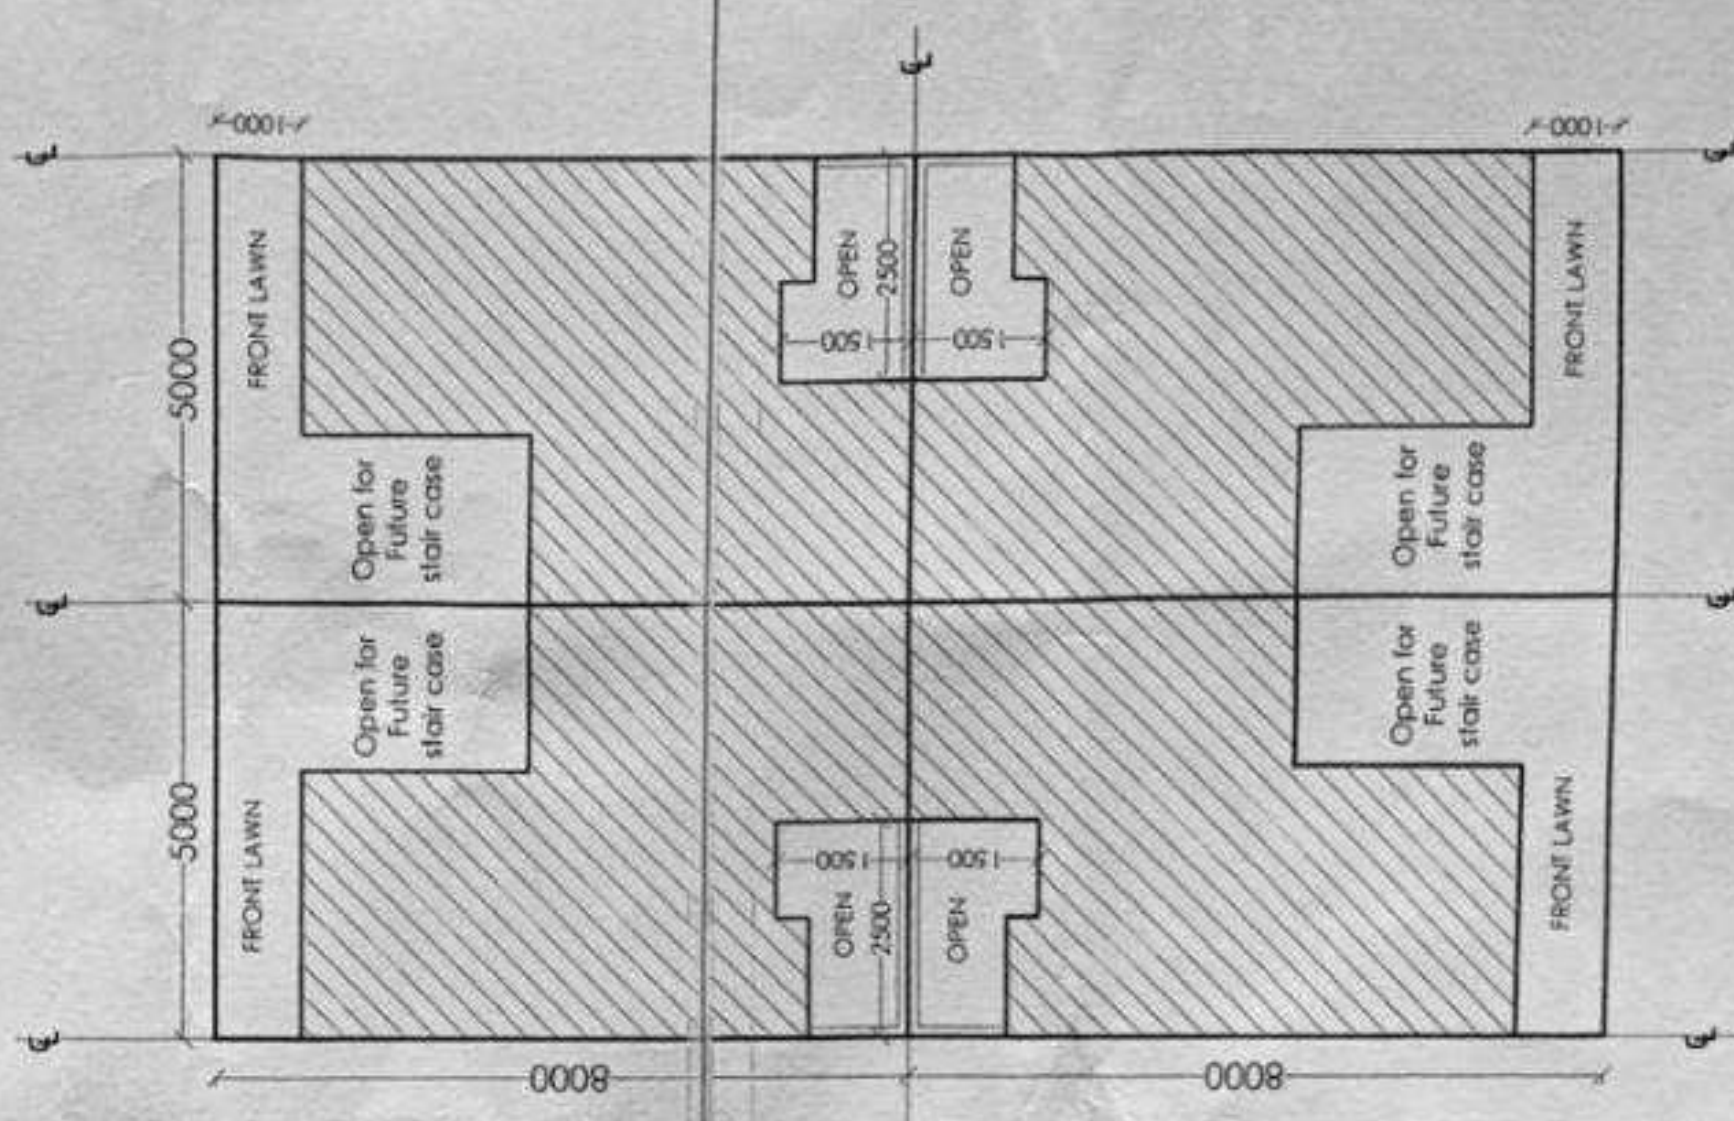 ℄
1000
1000
℄
℄
5000
FRONT LAWN
OPEN
2500
OPEN
FRONT LAWN
1500
1500
Open for
Future
stair case
Open for
Future
stair case
℄
℄
5000
Open for
Future
stair case
Open for
Future
stair case
FRONT LAWN
1500
1500
OPEN
2500
OPEN
FRONT LAWN
℄
℄
8000
8000